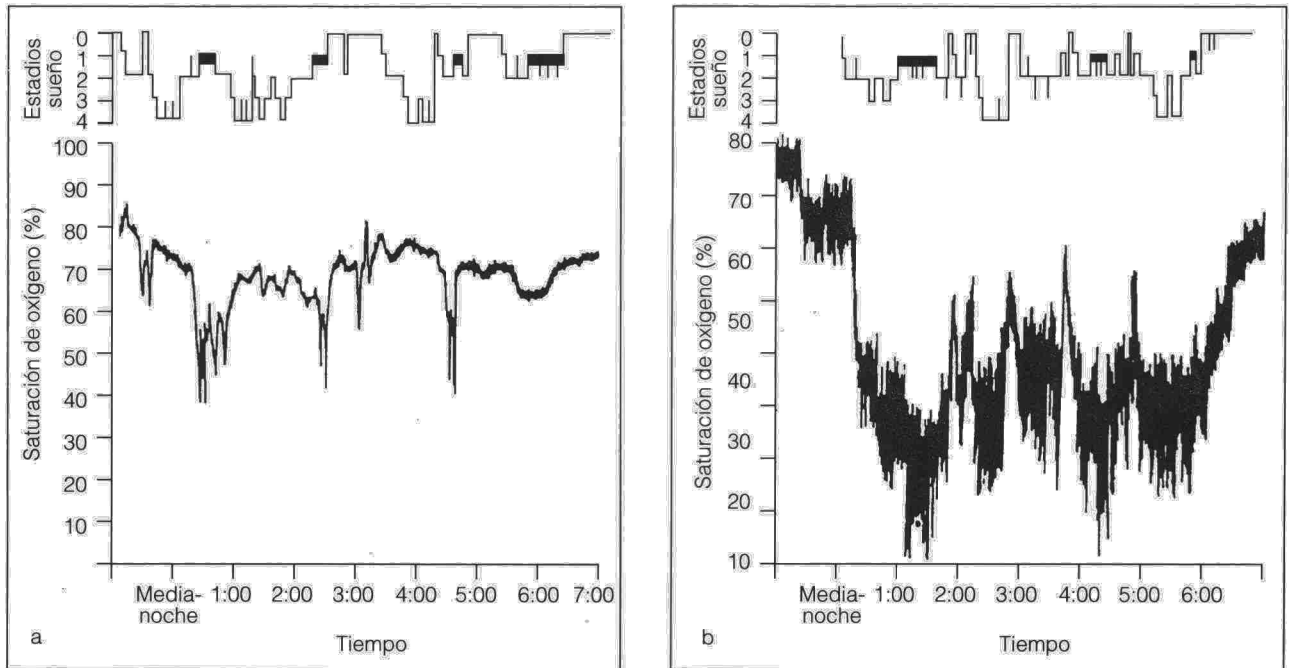 Estadios
sueño
0
1
2
3
4
Saturación de oxígeno (%)
100
90
80
70
60
50
40
30
20
10
Media-
noche
1:00
2:00
3:00
4:00
5:00
6:00
7:00
Tiempo
a
Estadios
sueño
0
1
2
3
4
Saturación de oxígeno (%)
80
70
60
50
40
30
20
10
Media-
noche
1:00
2:00
3:00
4:00
5:00
6:00
Tiempo
b